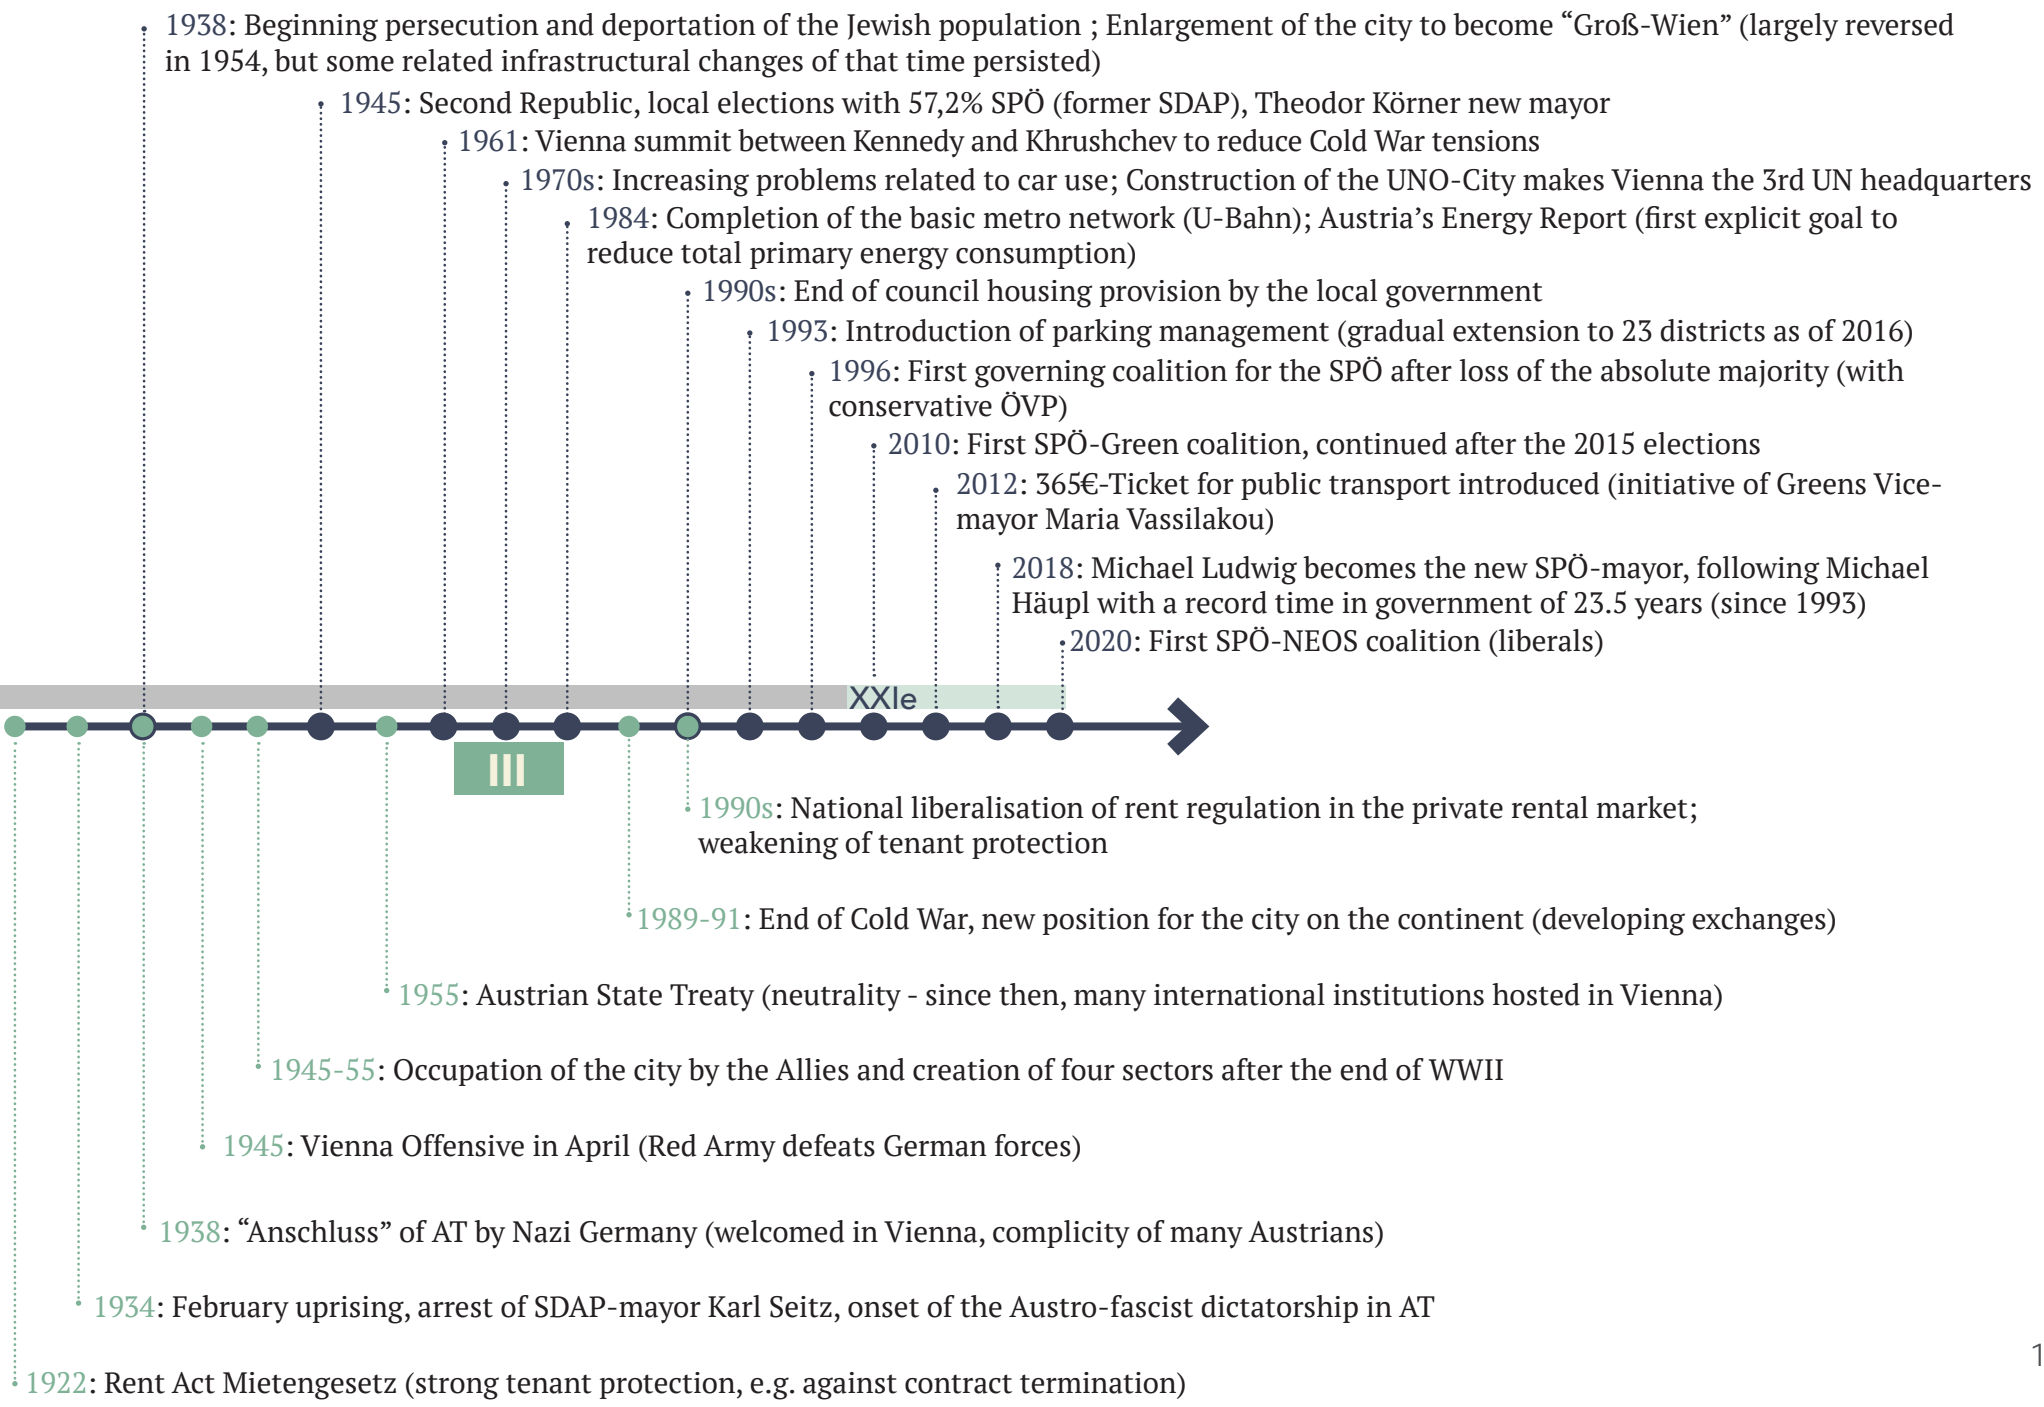 1938: Beginning persecution and deportation of the Jewish population ; Enlargement of the city to become “Groß-Wien” (largely reversed
in 1954, but some related infrastructural changes of that time persisted)
1945: Second Republic, local elections with 57,2% SPÖ (former SDAP), Theodor Körner new mayor
1961: Vienna summit between Kennedy and Khrushchev to reduce Cold War tensions
1970s: Increasing problems related to car use; Construction of the UNO-City makes Vienna the 3rd UN headquarters
1984: Completion of the basic metro network (U-Bahn); Austria’s Energy Report (first explicit goal to
reduce total primary energy consumption)
1990s: End of council housing provision by the local government
1993: Introduction of parking management (gradual extension to 23 districts as of 2016)
1996: First governing coalition for the SPÖ after loss of the absolute majority (with
conservative ÖVP)
2010: First SPÖ-Green coalition, continued after the 2015 elections
2012: 365€-Ticket for public transport introduced (initiative of Greens Vice-
mayor Maria Vassilakou)
2018: Michael Ludwig becomes the new SPÖ-mayor, following Michael
Häupl with a record time in government of 23.5 years (since 1993)
2020: First SPÖ-NEOS coalition (liberals)
XXIe
III
1990s: National liberalisation of rent regulation in the private rental market;
weakening of tenant protection
1989-91: End of Cold War, new position for the city on the continent (developing exchanges)
1955: Austrian State Treaty (neutrality - since then, many international institutions hosted in Vienna)
1945-55: Occupation of the city by the Allies and creation of four sectors after the end of WWII
1945: Vienna Offensive in April (Red Army defeats German forces)
1938: “Anschluss” of AT by Nazi Germany (welcomed in Vienna, complicity of many Austrians)
1934: February uprising, arrest of SDAP-mayor Karl Seitz, onset of the Austro-fascist dictatorship in AT
1
1922: Rent Act Mietengesetz (strong tenant protection, e.g. against contract termination)